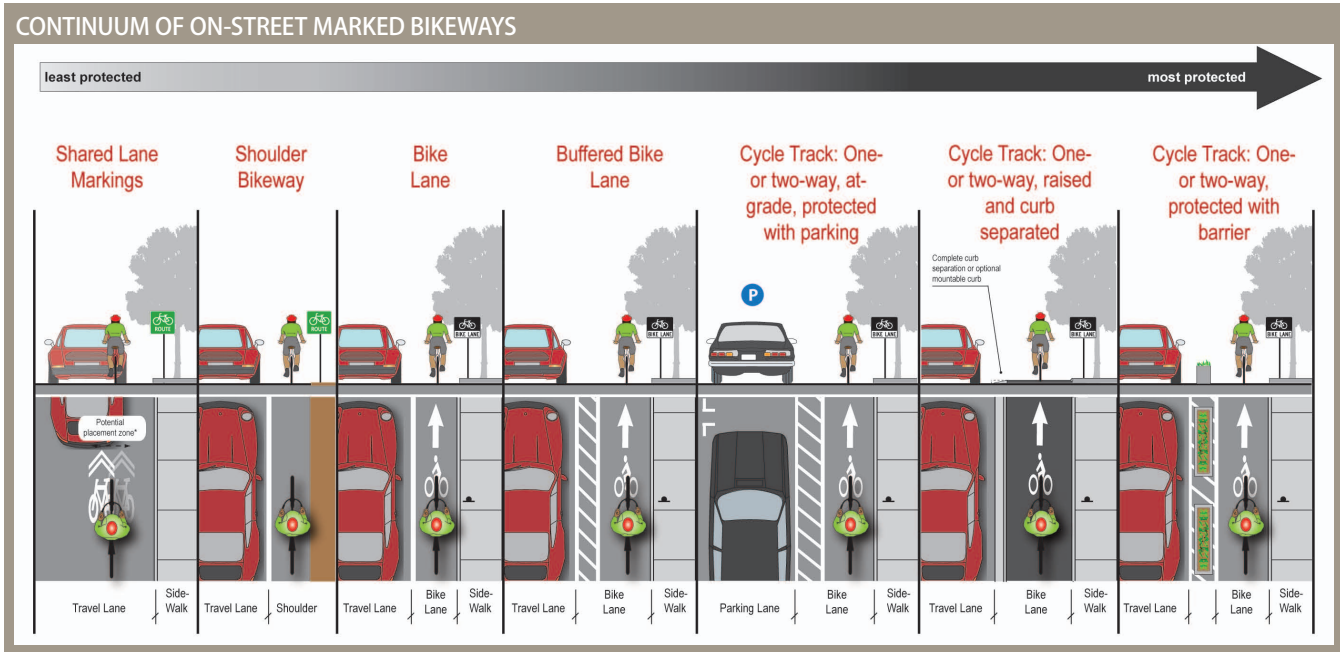 CONTINUUM OF ON-STREET MARKED BIKEWAYS
least protected
most protected
Shared Lane
Markings
Shoulder
Bikeway
Bike
Lane
Buffered Bike
Lane
Cycle Track: One-
or two-way, at-
grade, protected
with parking
Cycle Track: One-
or two-way, raised
and curb
separated
Cycle Track: One-
or two-way,
protected with
barrier
Complete curb
separation or optional
mountable curb
P
ROUTE
ROUTE
BIKE LANE
BIKE LANE
BIKE LANE
BIKE LANE
BIKE LANE
Potential
placement zone*
Travel Lane
Side-
Walk
Travel Lane
Shoulder
Travel Lane
Bike
Lane
Side-
Walk
Travel Lane
Bike
Lane
Side-
Walk
Parking Lane
Bike
Lane
Side-
Walk
Travel Lane
Bike
Lane
Side-
Walk
Travel Lane
Bike
Lane
Side-
Walk